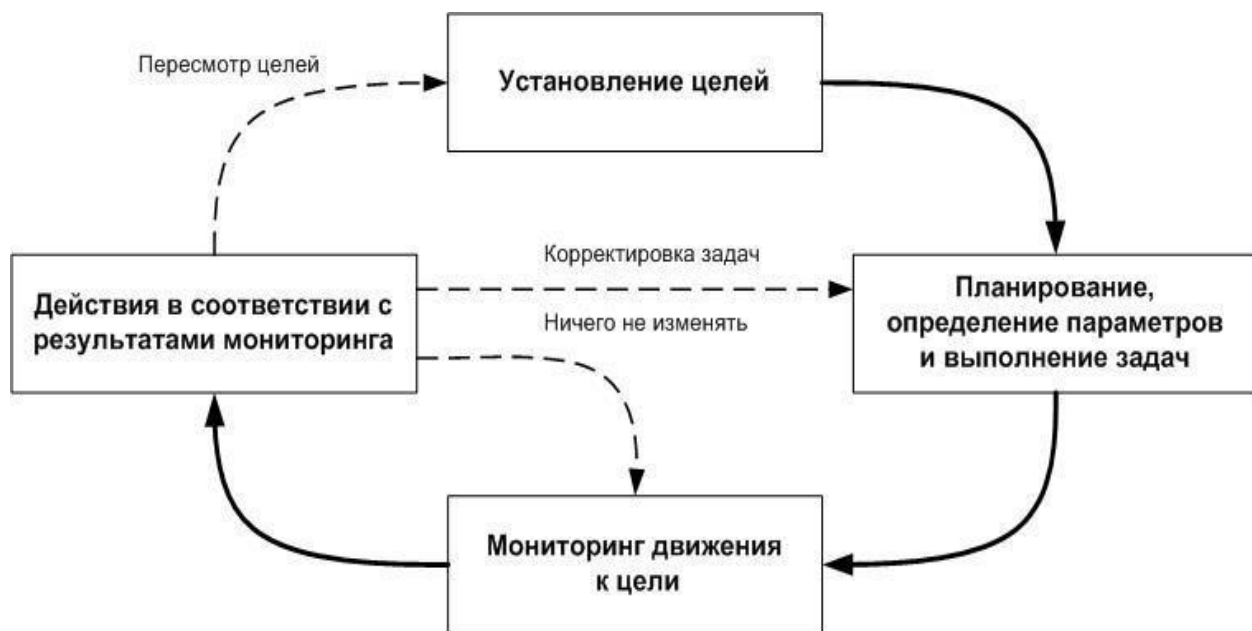 Пересмотр целей
Установление целей
Корректировка задач
Действия в соответствии с
результатами мониторинга
Ничего не изменять
Планирование,
определение параметров
и выполнение задач
Мониторинг движения
к цели